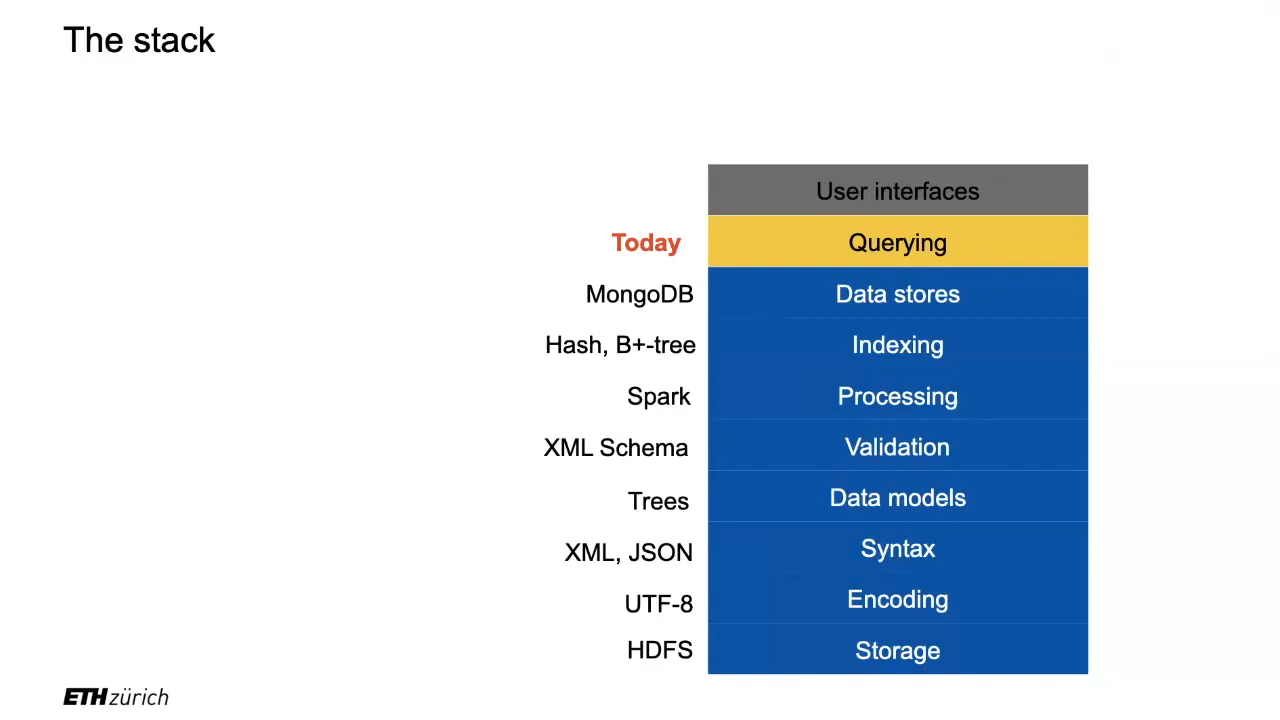 The stack
User interfaces
Today Querying
MongoDB Data stores
Hash, B+-tree Indexing
Spark Processing
XML Schema Validation
Trees Data models
XML, JSON Syntax
UTF-8 Encoding
HDFS Storage
ETH zürich